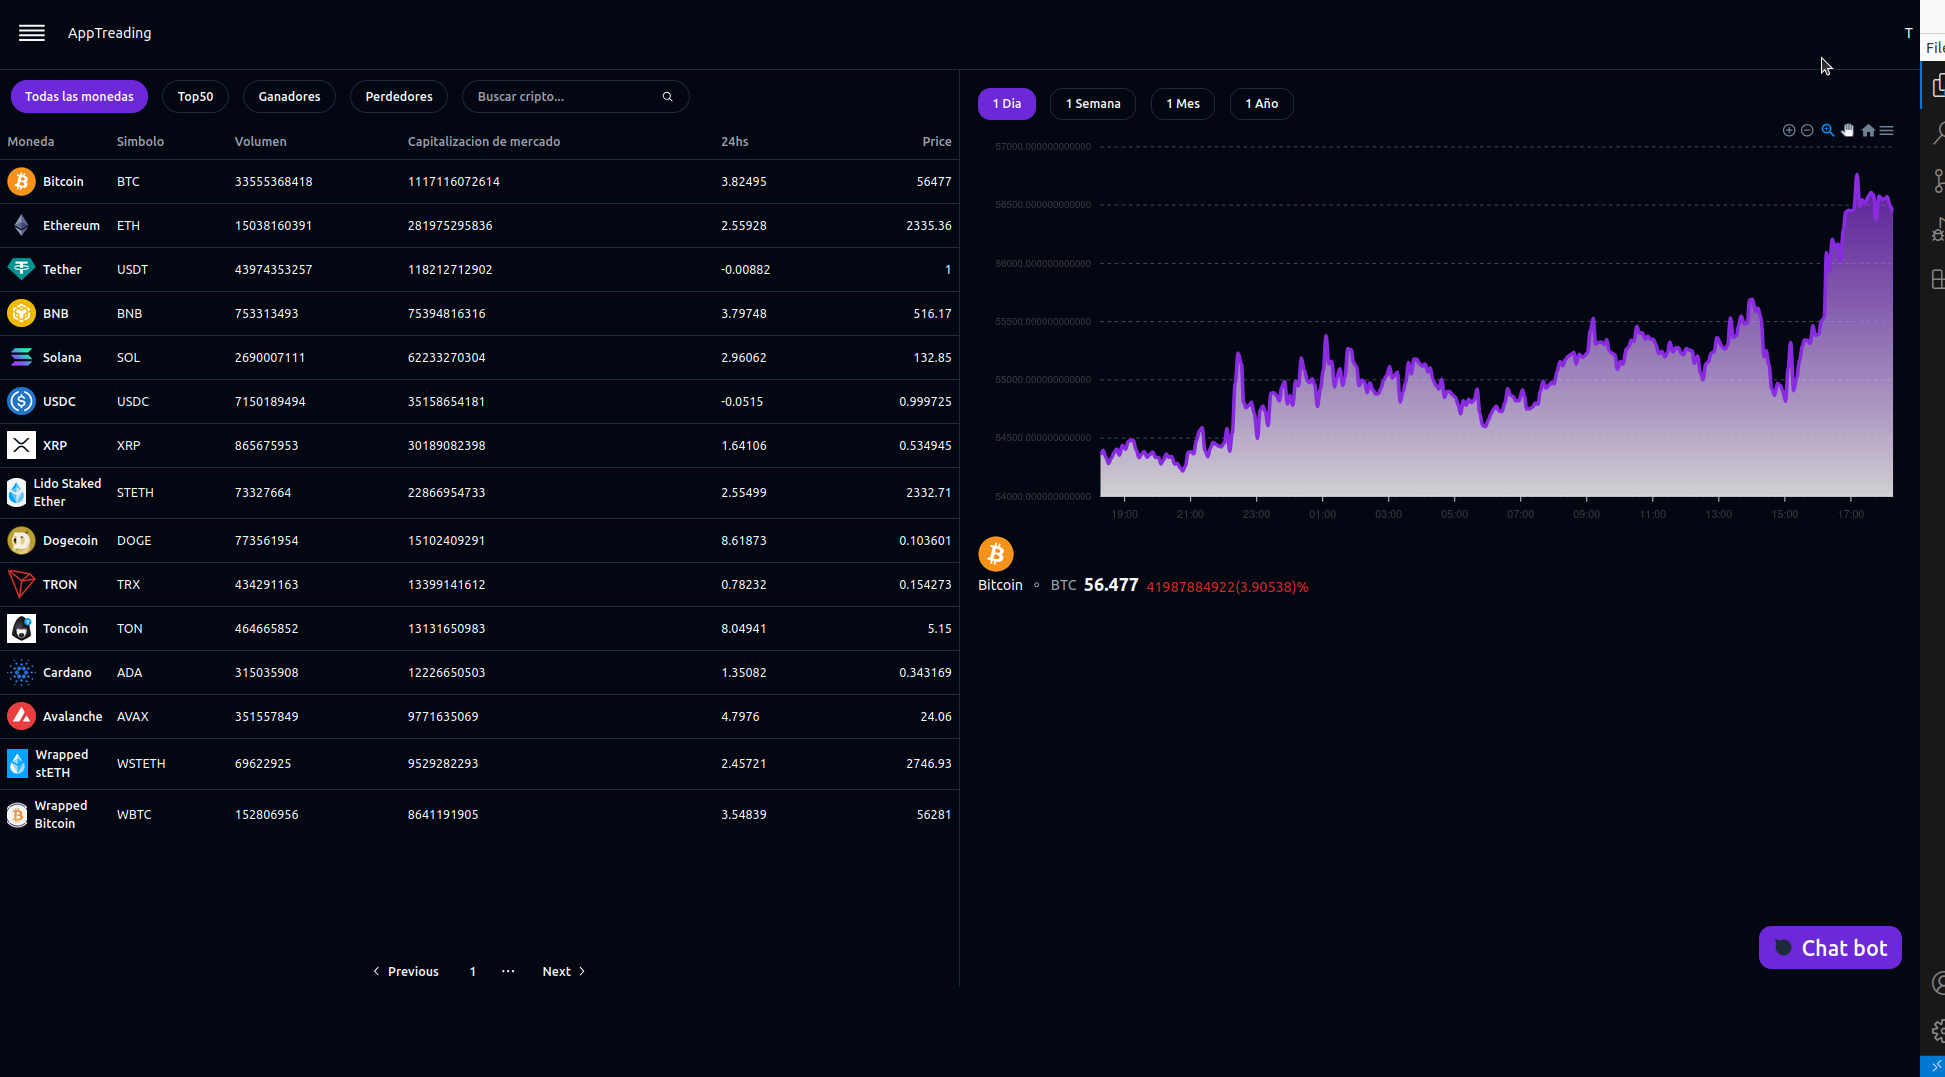 AppTreading
T
File
Todas las monedas
Top50
Ganadores
Perdedores
Buscar cripto...
1 Dia
1 Semana
1 Mes
1 Año
Moneda Simbolo Volumen Capitalizacion de mercado 24hs Price
Bitcoin BTC 33555368418 1117116072614 3.82495 56477
Ethereum ETH 15038160391 281975295836 2.55928 2335.36
Tether USDT 43974353257 118212712902 -0.00882 1
BNB BNB 753313493 75394816316 3.79748 516.17
Solana SOL 2690007111 62233270304 2.96062 132.85
USDC USDC 7150189494 35158654181 -0.0515 0.999725
XRP XRP 865675953 30189082398 1.64106 0.534945
Lido Staked
Ether
STETH 73327664 22866954733 2.55499 2332.71
Dogecoin DOGE 773561954 15102409291 8.61873 0.103601
TRON TRX 434291163 13399141612 0.78232 0.154273
Toncoin TON 464665852 13131650983 8.04941 5.15
Cardano ADA 315035908 12226650503 1.35082 0.343169
Avalanche AVAX 351557849 9771635069 4.7976 24.06
Wrapped
stETH
WSTETH 69622925 9529282293 2.45721 2746.93
Wrapped
Bitcoin
WBTC 152806956 8641191905 3.54839 56281
Previous 1 ... Next
57000.000000000000
56500.000000000000
56000.000000000000
55500.000000000000
55000.000000000000
54500.000000000000
54000.000000000000
19:00 21:00 23:00 01:00 03:00 05:00 07:00 09:00 11:00 13:00 15:00 17:00
Bitcoin BTC 56.477 41987884922(3.90538)%
Chat bot